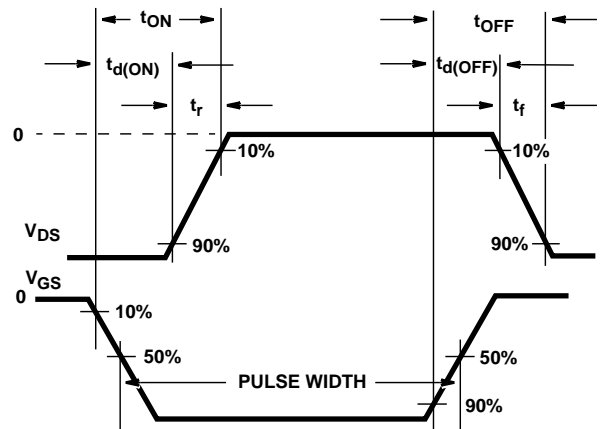 tON tOFF
td(ON) td(OFF)
tr tf
0
10% 10%
VDS 90% 90%
VGS
0
10%
50% PULSE WIDTH 50%
90%